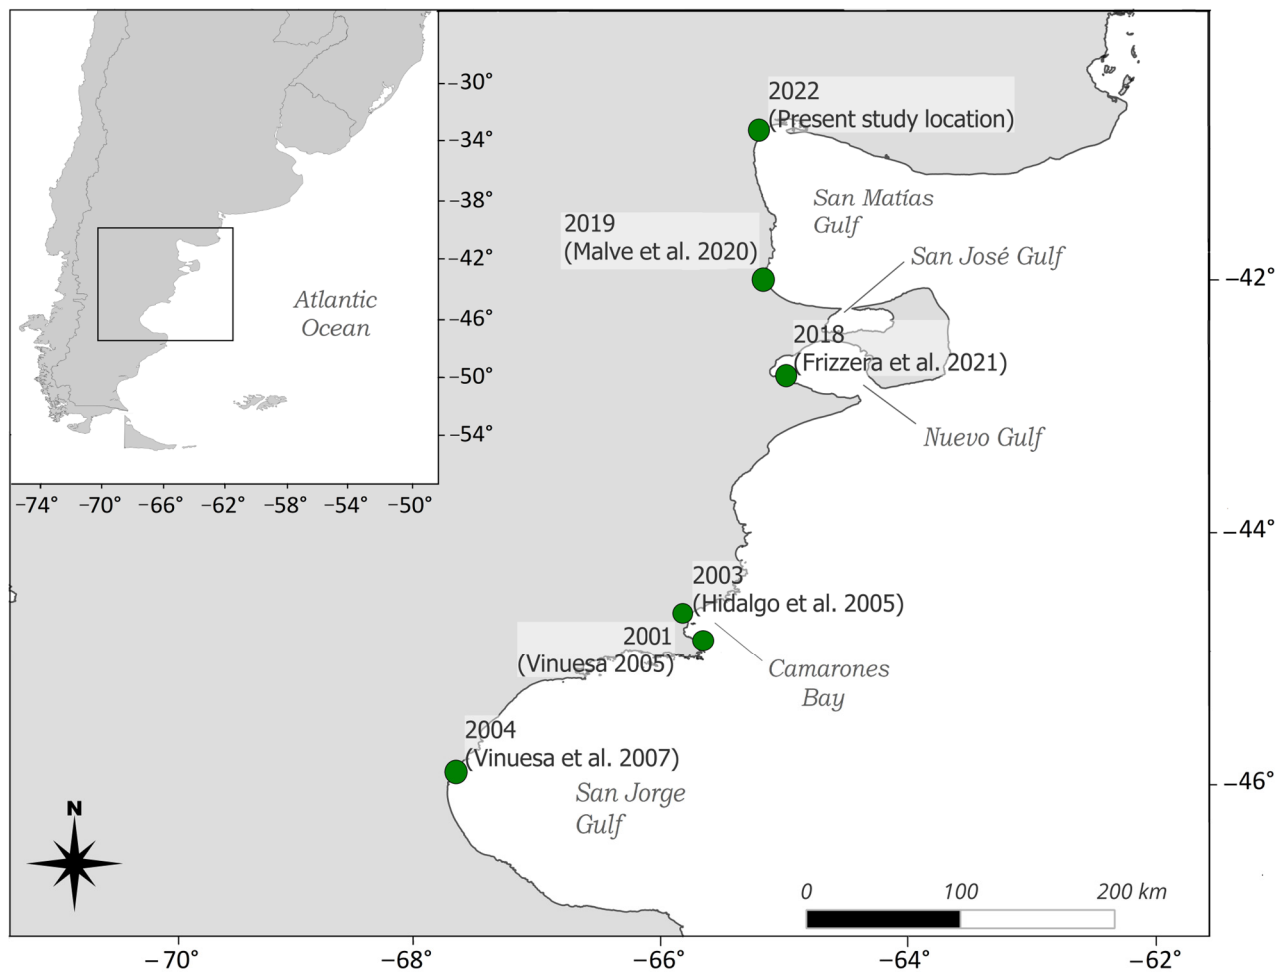 −30°
−34°
−38°
−42°
−46°
−50°
−54°
−74°
−70°
−66°
−62°
−58°
−54°
−50°
Atlantic
Ocean
2022
(Present study location)
San Matías
Gulf
2019
(Malve et al. 2020)
San José Gulf
−42°
2018
(Frizzera et al. 2021)
Nuevo Gulf
−44°
2003
(Hidalgo et al. 2005)
2001
(Vinuesa 2005)
Camarones
Bay
2004
(Vinuesa et al. 2007)
San Jorge
Gulf
−46°
N
0
100
200 km
−70°
−68°
−66°
−64°
−62°